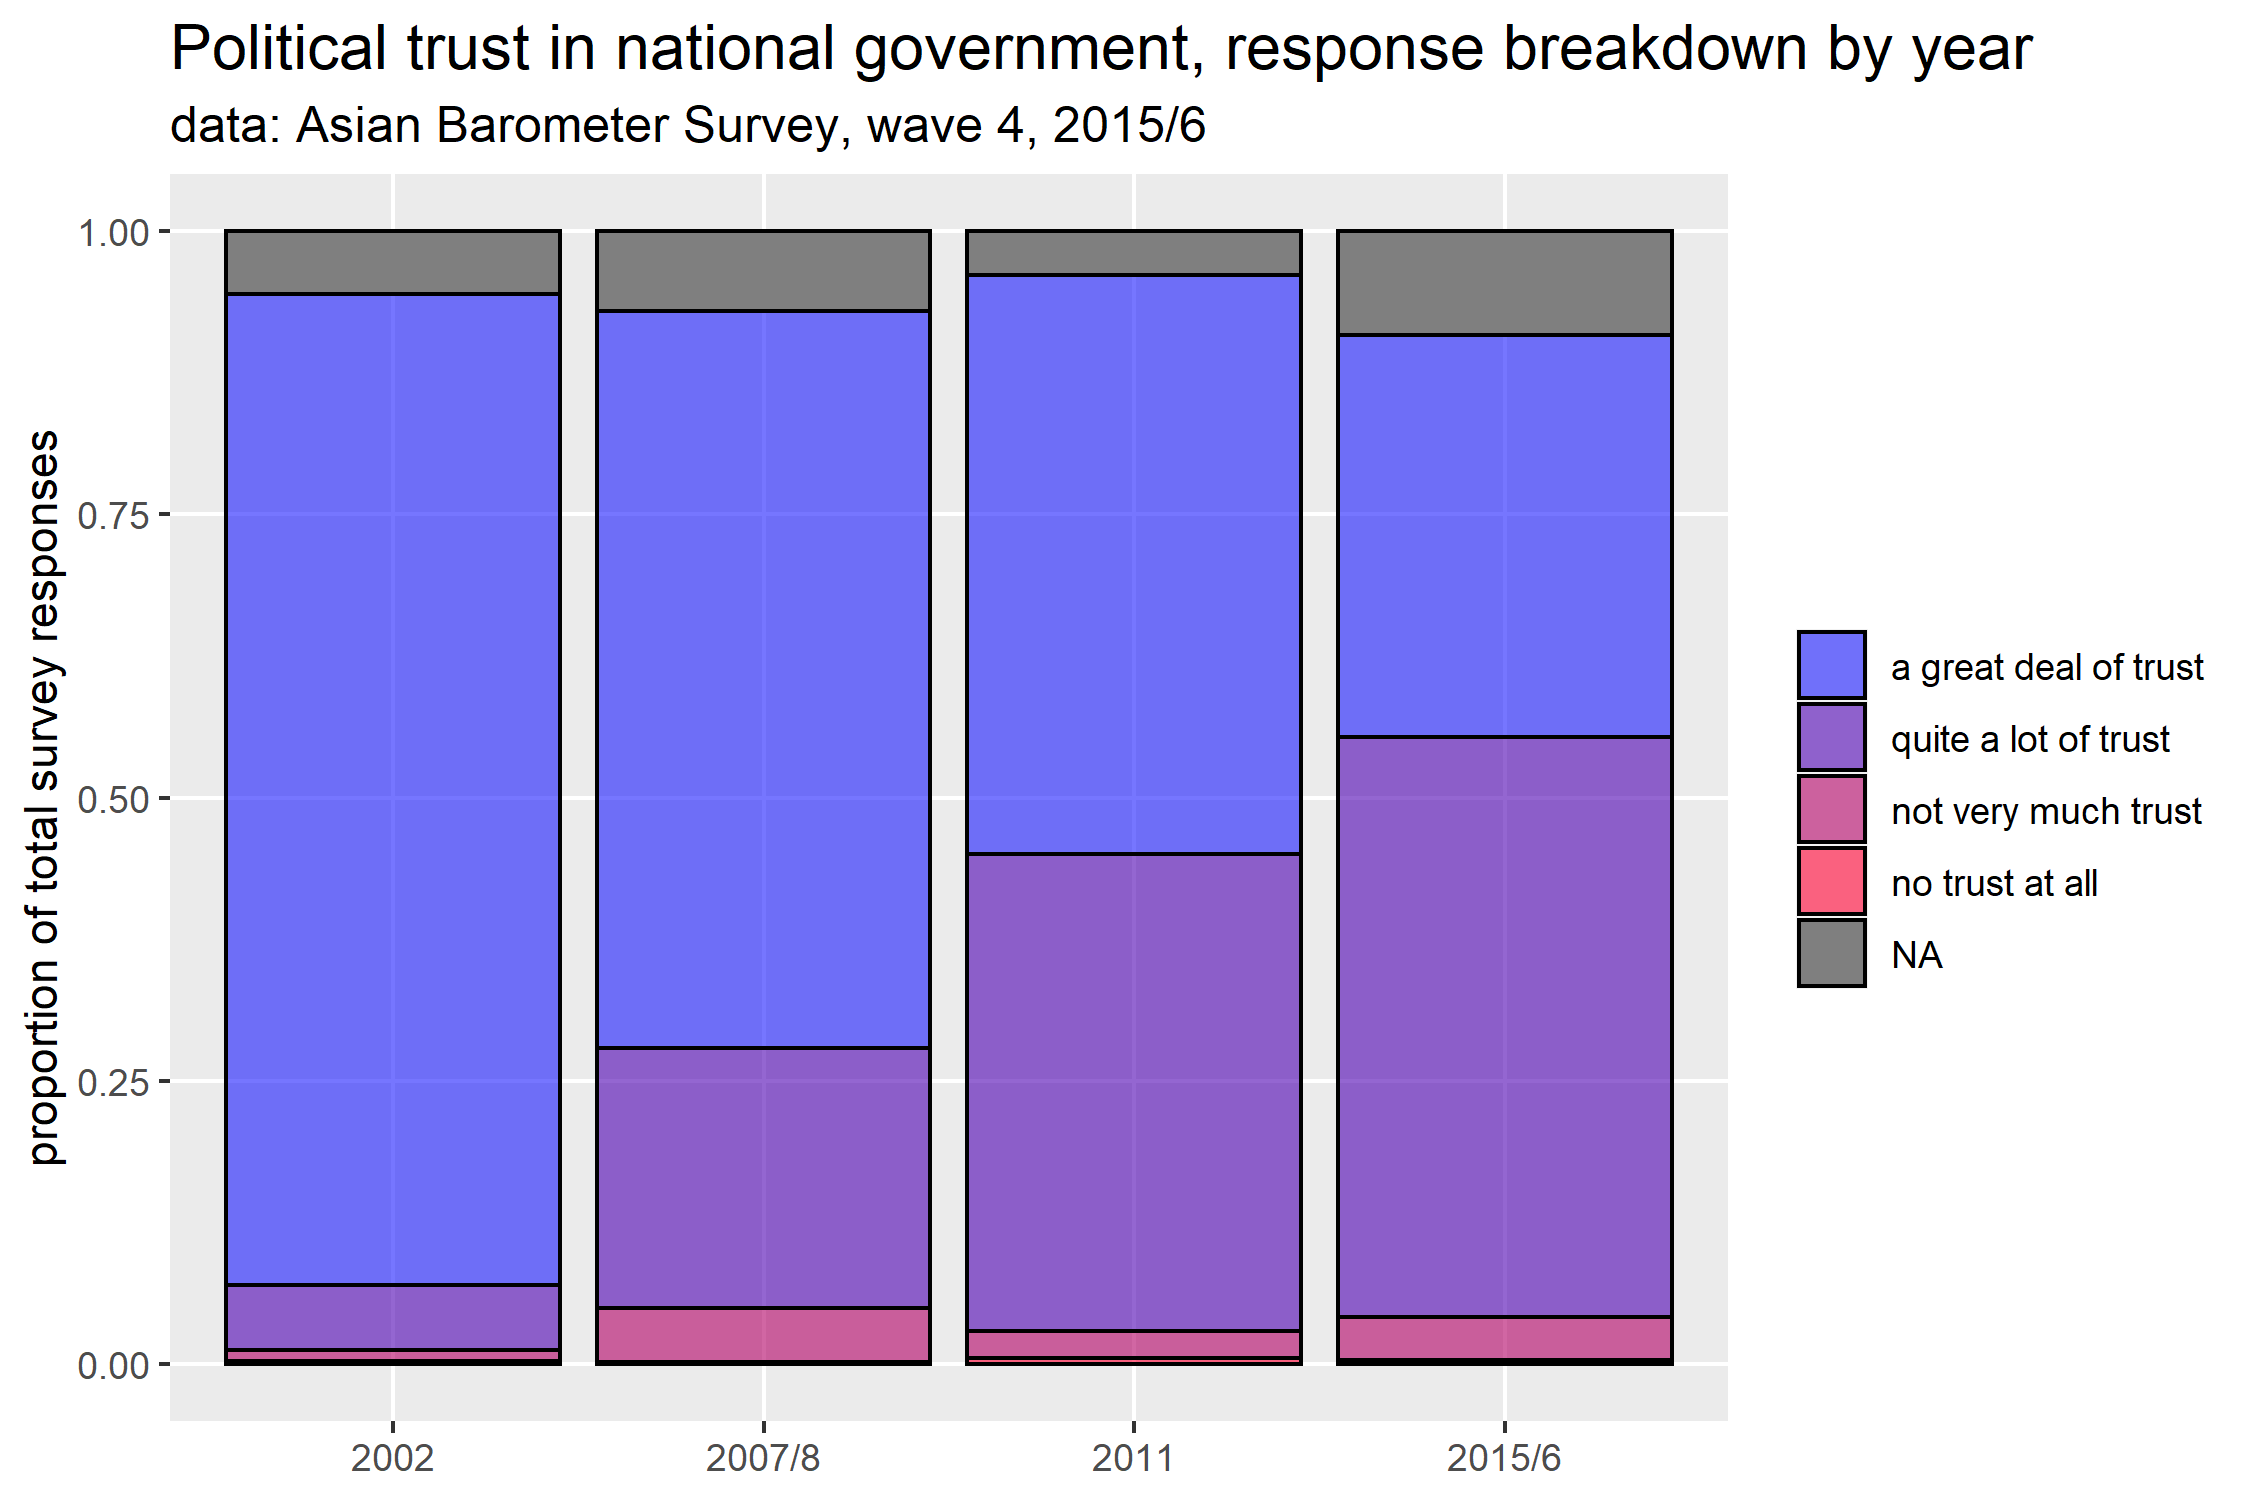 Political trust in national government, response breakdown by year
data: Asian Barometer Survey, wave 4, 2015/6
proportion of total survey responses
1.00
0.75
0.50
0.25
0.00
2002
2007/8
2011
2015/6
a great deal of trust
quite a lot of trust
not very much trust
no trust at all
NA